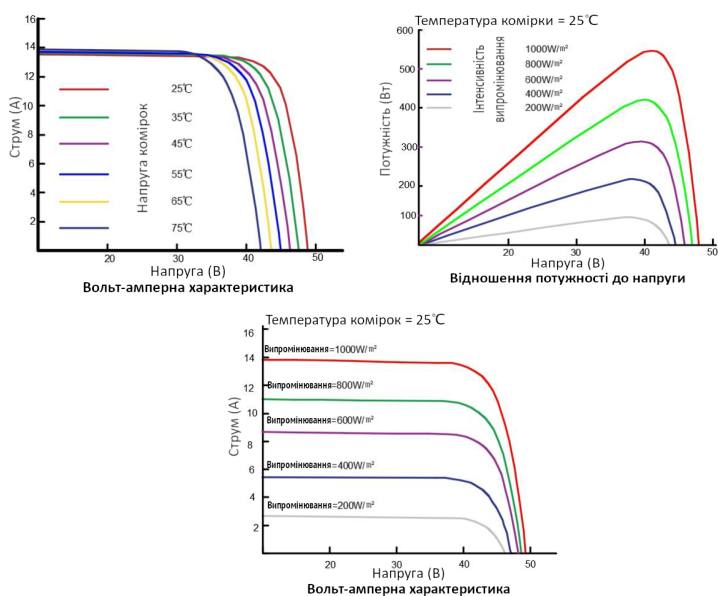 16
14
12
10
8
6
4
2
Струм (А)
Напруга комірок
25℃
35℃
45℃
55℃
65℃
75℃
20
30
40
50
Напруга (В)
Вольт-амперна характеристика
Температура комірки = 25℃
600
500
400
300
200
100
Потужність (Вт)
Інтенсивність
випромінювання
1000W/m²
800W/m²
600W/m²
400W/m²
200W/m²
20
30
40
50
Напруга (В)
Відношення потужності до напруги
Температура комірок = 25℃
16
14
12
10
8
6
4
2
Струм (А)
Випромінювання=1000W/m²
Випромінювання=800W/m²
Випромінювання=600W/m²
Випромінювання=400W/m²
Випромінювання=200W/m²
20
30
40
50
Напруга (В)
Вольт-амперна характеристика